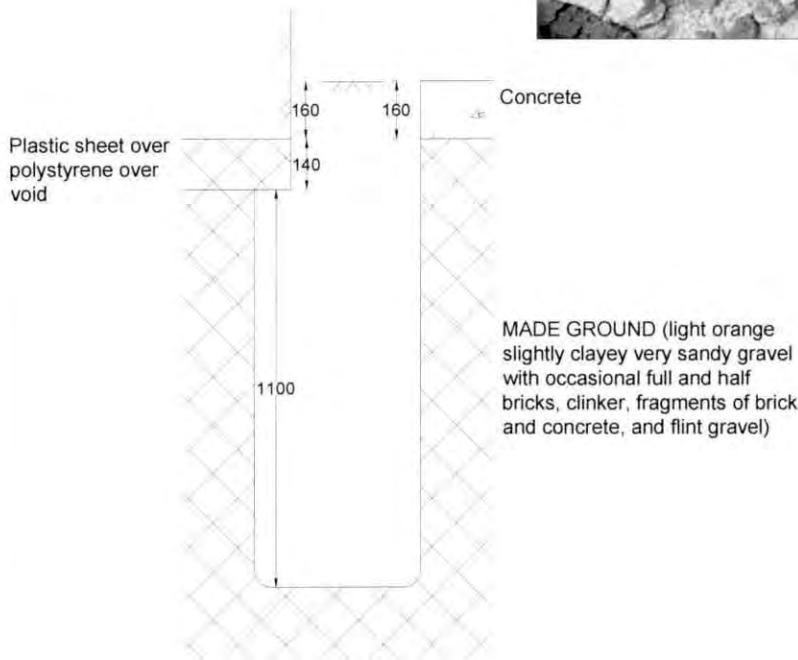 Concrete
160
160
Plastic sheet over
polystyrene over
void
140
MADE GROUND (light orange
slightly clayey very sandy gravel
with occasional full and half
bricks, clinker, fragments of brick
and concrete, and flint gravel)
1100